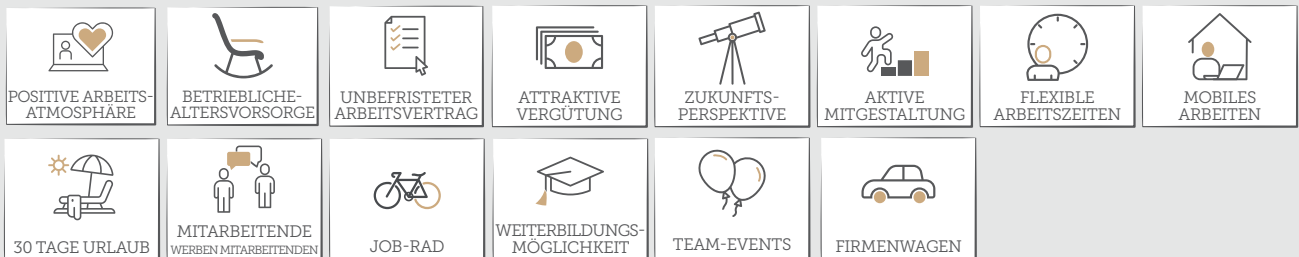 POSITIVE ARBEITS-
ATMOSPHÄRE
BETRIEBLICHE-
ALTERSVORSORGE
UNBEFRISTETER
ARBEITSVERTRAG
ATTRAKTIVE
VERGÜTUNG
ZUKUNFTS-
PERSPEKTIVE
AKTIVE
MITGESTALTUNG
FLEXIBLE
ARBEITSZEITEN
MOBILES
ARBEITEN
30 TAGE URLAUB
MITARBEITENDE
WERBEN MITARBEITENDEN
JOB-RAD
WEITERBILDUNGS-
MÖGLICHKEIT
TEAM-EVENTS
FIRMENWAGEN